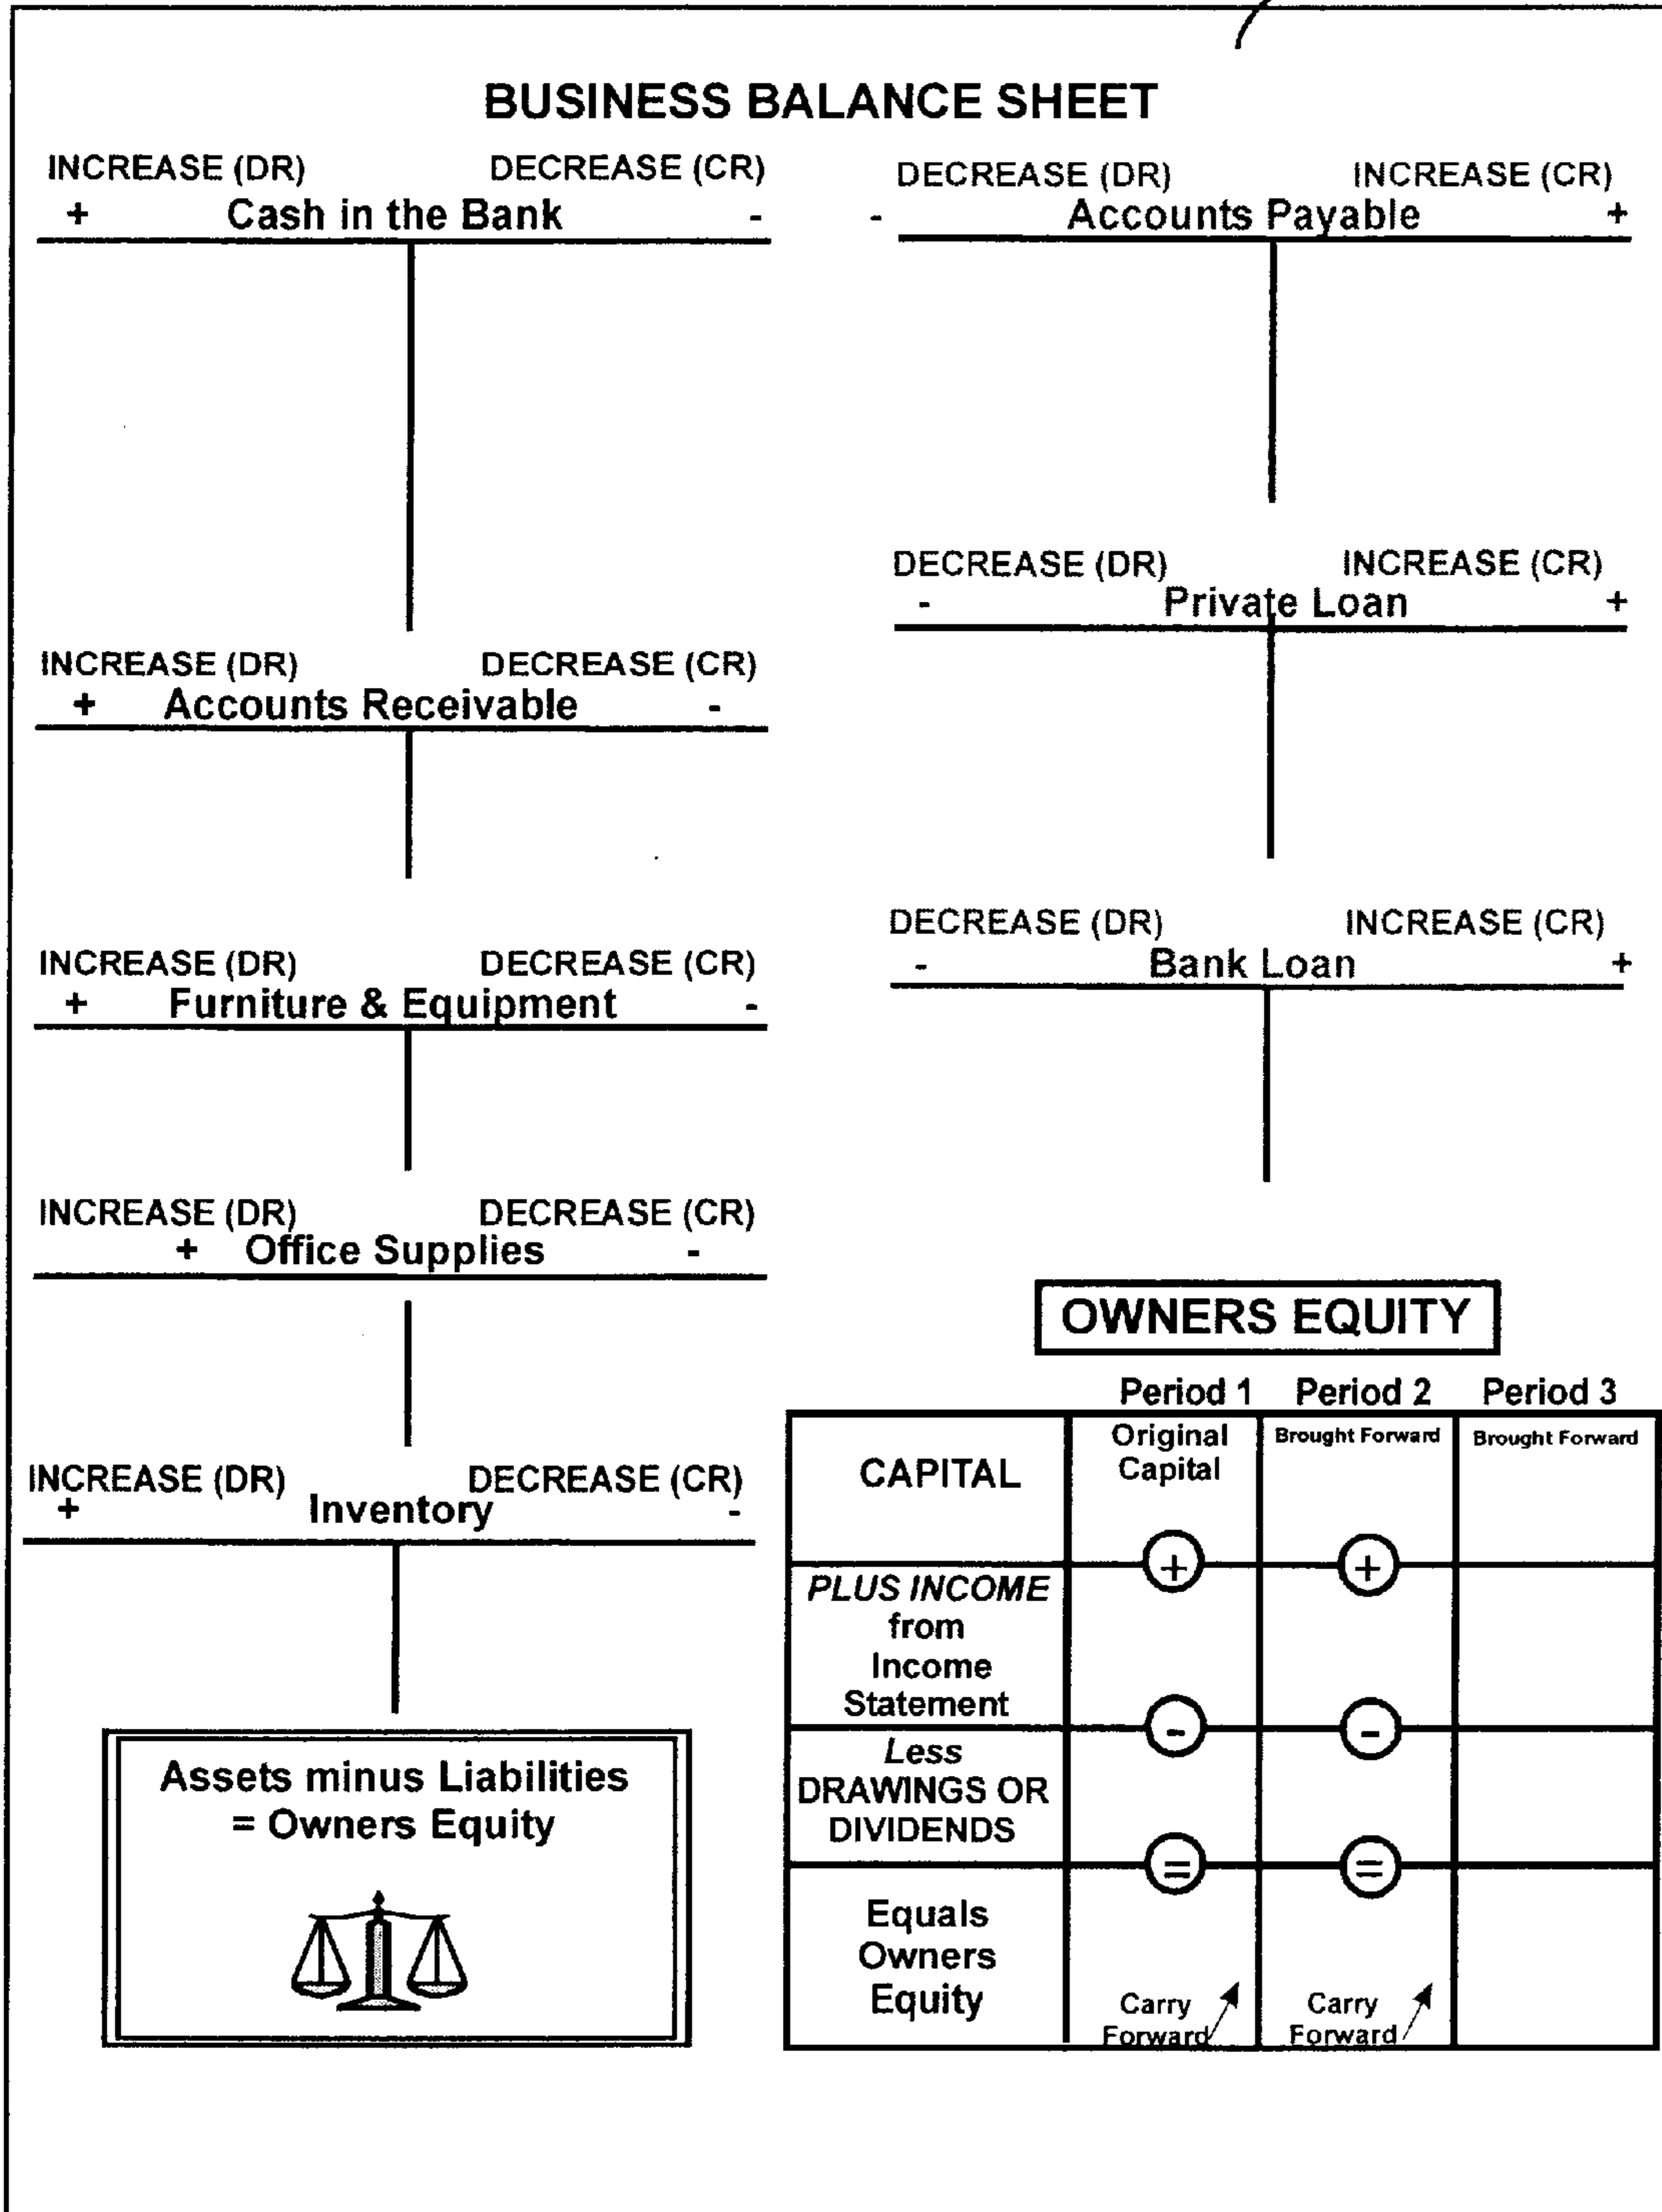 BUSINESS BALANCE SHEET
INCREASE (DR) DECREASE (CR)
+ Cash in the Bank -
INCREASE (DR) DECREASE (CR)
+ Accounts Receivable -
INCREASE (DR) DECREASE (CR)
+ Furniture & Equipment -
INCREASE (DR) DECREASE (CR)
+ Office Supplies -
INCREASE (DR) DECREASE (CR)
+ Inventory -
Assets minus Liabilities
= Owners Equity
DECREASE (DR) INCREASE (CR)
- Accounts Payable +
DECREASE (DR) INCREASE (CR)
- Private Loan +
DECREASE (DR) INCREASE (CR)
- Bank Loan +
OWNERS EQUITY
Period 1 Period 2 Period 3
CAPITAL
Original
Capital
Brought Forward
Brought Forward
+ +
PLUS INCOME
from
Income
Statement
- -
Less
DRAWINGS OR
DIVIDENDS
= =
Equals
Owners
Equity
Carry
Forward
Carry
Forward